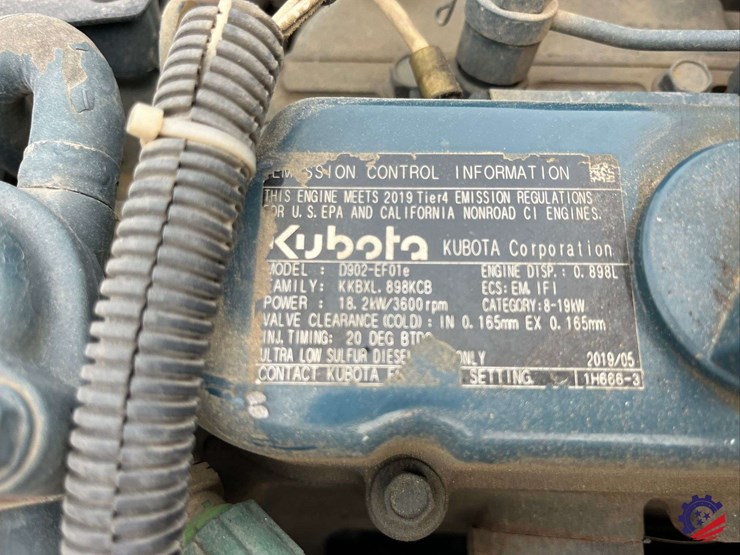 EMISSION CONTROL INFORMATION
THIS ENGINE MEETS 2019 Tier4 EMISSION REGULATIONS
FOR U.S. EPA AND CALIFORNIA NONROAD CI ENGINES.
Kubota KUBOTA Corporation
MODEL : D902-EF01e ENGINE DISP.: 0.898L
FAMILY: KKBXL.898KCB ECS: EM, IFI
POWER : 18.2kW/3600rpm CATEGORY:8-19kW
VALVE CLEARANCE(COLD): IN 0.165mm EX 0.165mm
INJ.TIMING: 20 DEG
ULTRA LOW SULFUR ONLY 2019/05
CONTACT KUBOTA SETTING. 1H666-3